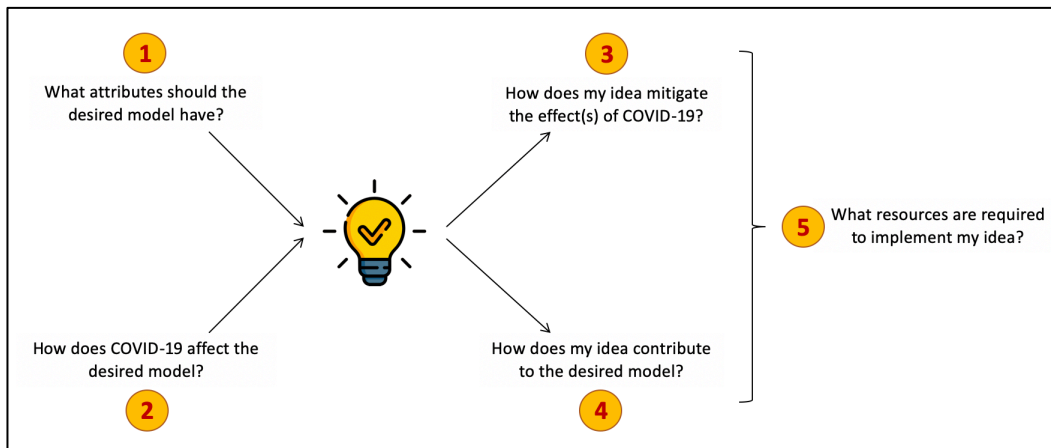 1
What attributes should the
desired model have?
2
How does COVID-19 affect the
desired model?
3
How does my idea mitigate
the effect(s) of COVID-19?
4
How does my idea contribute
to the desired model?
5
What resources are required
to implement my idea?